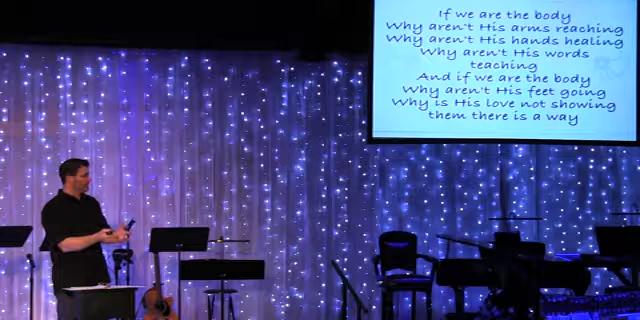 If we are the body
Why aren't His arms reaching
Why aren't His hands healing
Why aren't His words
teaching
And if we are the body
Why aren't His feet going
Why is His love not showing
them there is a way